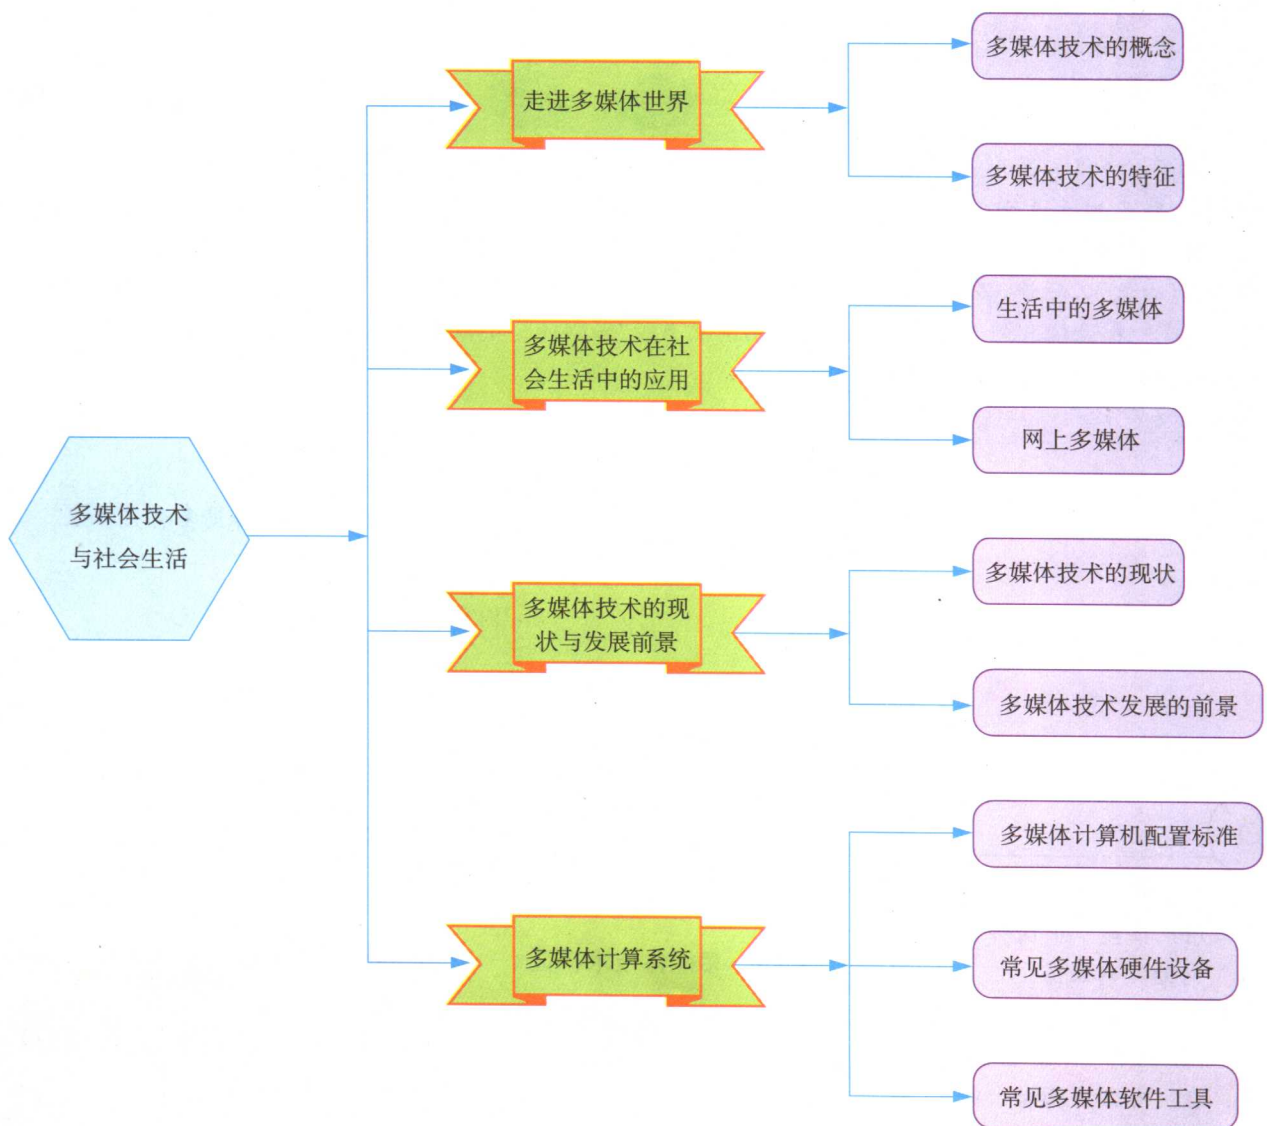 多媒体技术
与社会生活
走进多媒体世界
多媒体技术的概念
多媒体技术的特征
多媒体技术在社
会生活中的应用
生活中的多媒体
网上多媒体
多媒体技术的现
状与发展前景
多媒体技术的现状
多媒体技术发展的前景
多媒体计算系统
多媒体计算机配置标准
常见多媒体硬件设备
常见多媒体软件工具